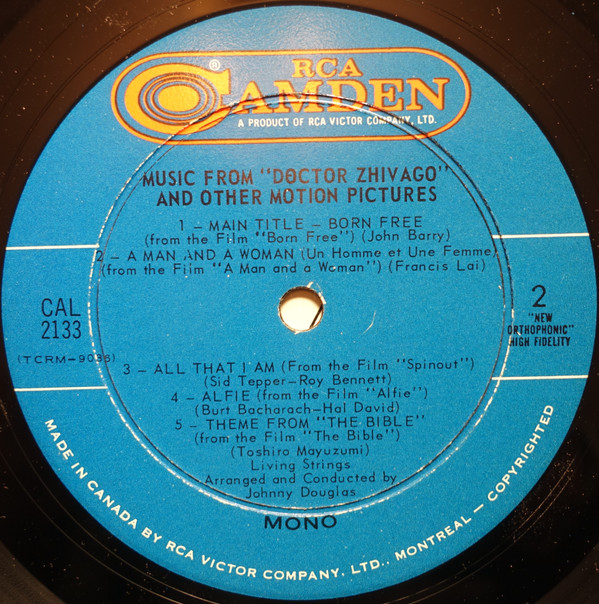 RCA
CAMDEN
®
A PRODUCT OF RCA VICTOR COMPANY, LTD.
MUSIC FROM "DOCTOR ZHIVAGO"
AND OTHER MOTION PICTURES
1 – MAIN TITLE – BORN FREE
(from the Film "Born Free") (John Barry)
2 – A MAN AND A WOMAN (Un Homme et Une Femme)
(from the Film "A Man and a Woman") (Francis Lai)
CAL
2133
(TCRM-9036)
2
"NEW
ORTHOPHONIC"
HIGH FIDELITY
3 – ALL THAT I AM (From the Film "Spinout")
(Sid Tepper–Roy Bennett)
4 – ALFIE (from the Film "Alfie")
(Burt Bacharach–Hal David)
5 – THEME FROM "THE BIBLE"
(from the Film "The Bible")
(Toshiro Mayuzumi)
Living Strings
Arranged and Conducted by
Johnny Douglas
MONO
MADE IN CANADA BY RCA VICTOR COMPANY, LTD., MONTREAL – COPYRIGHTED